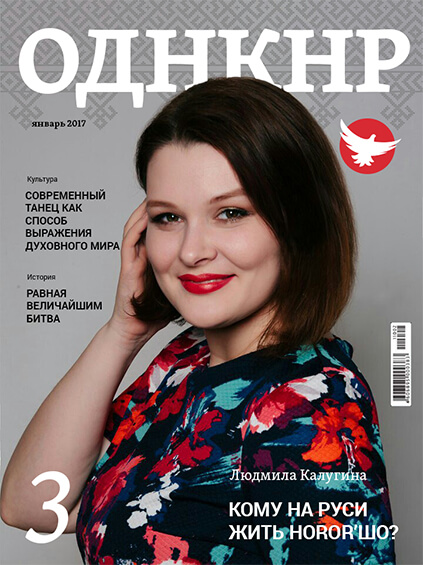 ОДНКНР
январь 2017
Культура
СОВРЕМЕННЫЙ
ТАНЕЦ КАК
СПОСОБ
ВЫРАЖЕНИЯ
ДУХОВНОГО МИРА
История
РАВНАЯ
ВЕЛИЧАЙШИМ
БИТВА
3
Людмила Калугина
КОМУ НА РУСИ
ЖИТЬ HOROR'ШО?